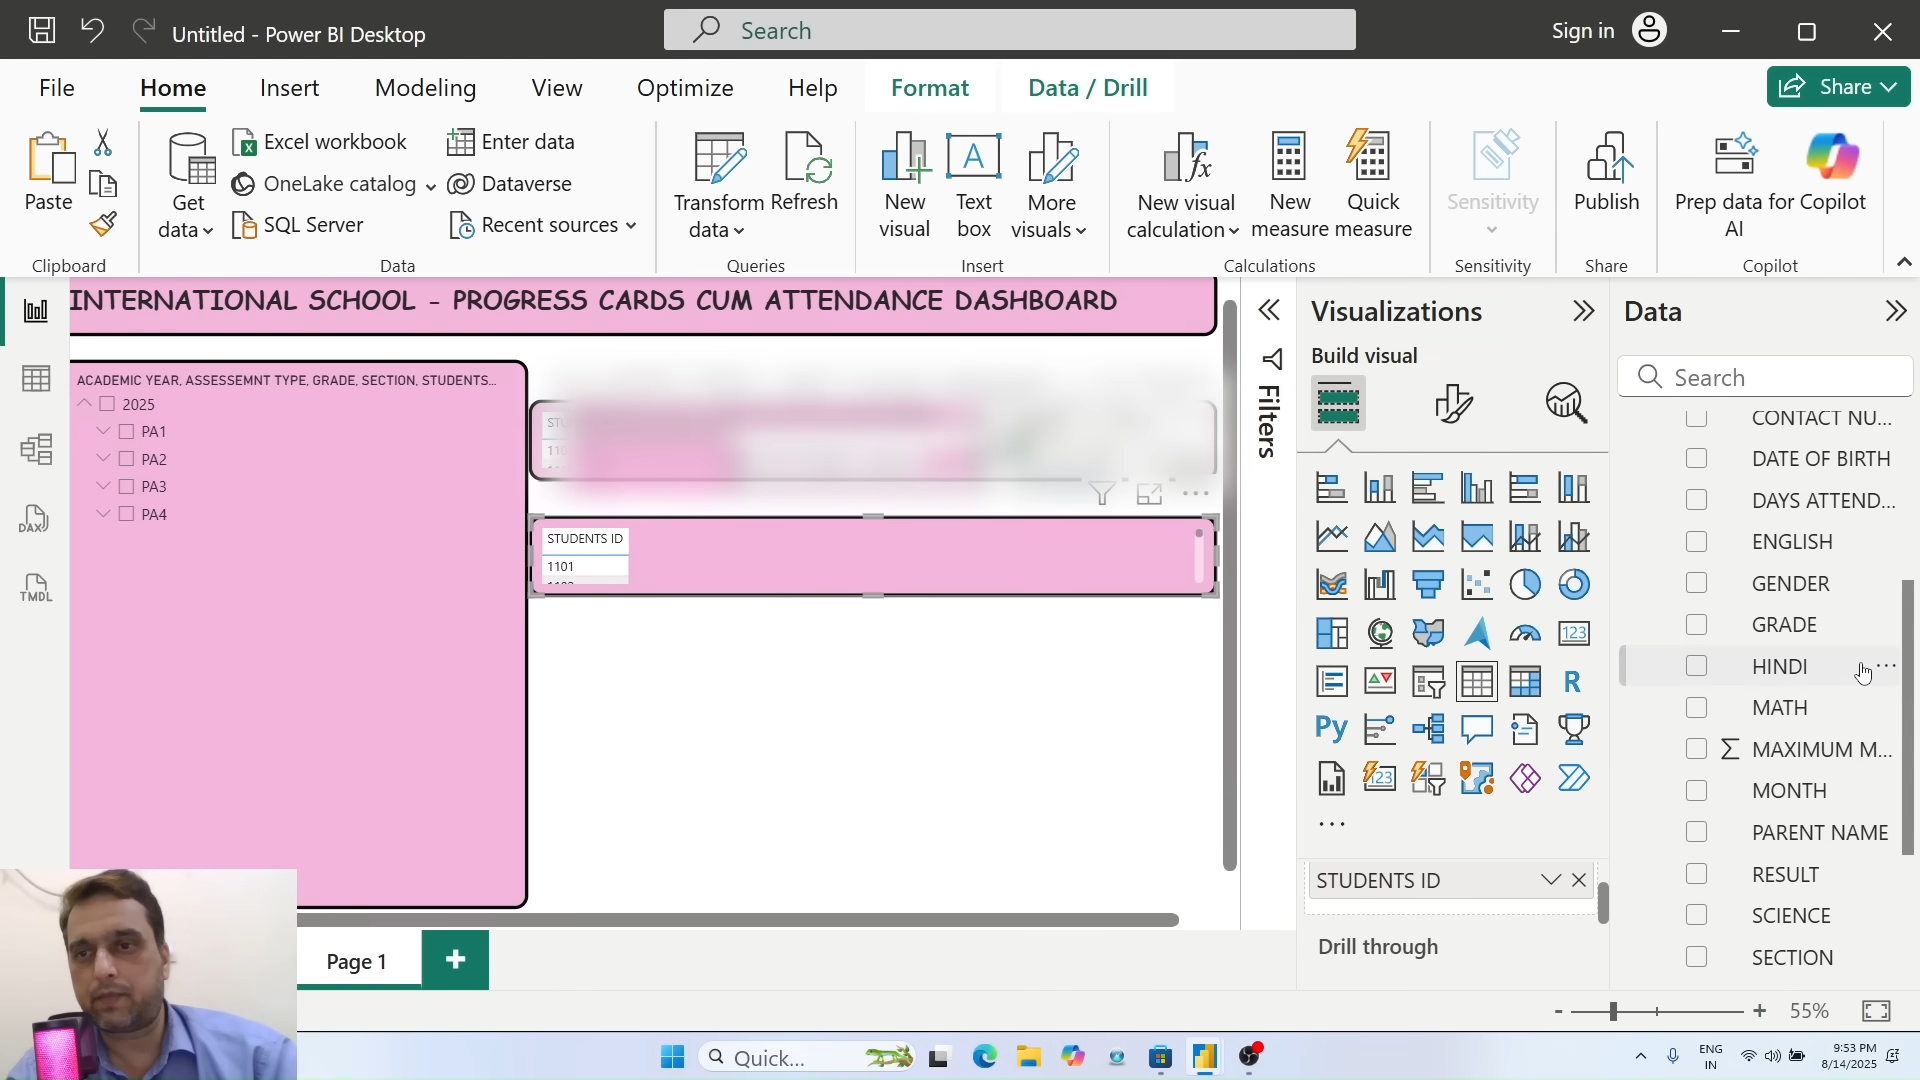 Untitled - Power BI Desktop
Search
Sign in
File
Home
Insert
Modeling
View
Optimize
Help
Format
Data / Drill
Share
Paste
Clipboard
Get data
Excel workbook
OneLake catalog
SQL Server
Enter data
Dataverse
Recent sources
Data
Transform data
Refresh
Queries
New visual
Text box
More visuals
Insert
New visual calculation
New measure
Quick measure
Calculations
Sensitivity
Sensitivity
Publish
Share
Prep data for AI
Copilot
Copilot
INTERNATIONAL SCHOOL - PROGRESS CARDS CUM ATTENDANCE DASHBOARD
ACADEMIC YEAR, ASSESSEMNT TYPE, GRADE, SECTION, STUDENTS...
2025
PA1
PA2
PA3
PA4
STUDENTS ID
1101
Filters
Visualizations
Build visual
STUDENTS ID
Drill through
Data
Search
CONTACT NU...
DATE OF BIRTH
DAYS ATTEND...
ENGLISH
GENDER
GRADE
HINDI
MATH
MAXIMUM M...
MONTH
PARENT NAME
RESULT
SCIENCE
SECTION
Page 1
55%
Quick...
ENG
IN
9:53 PM
8/14/2025